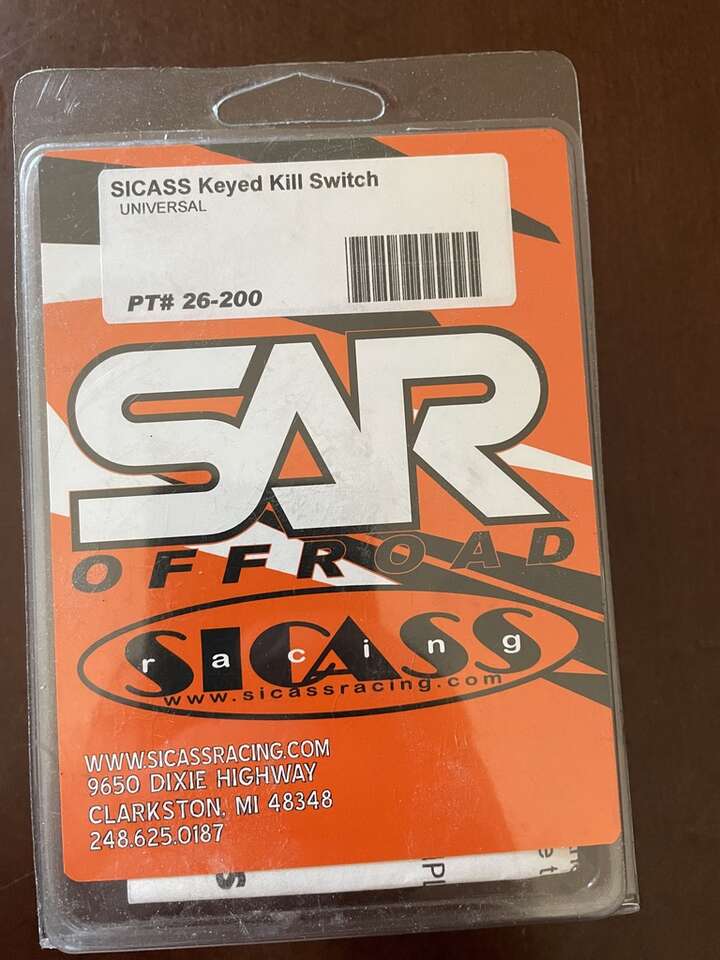 SICASS Keyed Kill Switch
UNIVERSAL
PT# 26-200
SAR
OFFROAD
SICASS
racing
www.sicassracing.com
WWW.SICASSRACING.COM
9650 DIXIE HIGHWAY
CLARKSTON, MI 48348
248.625.0187